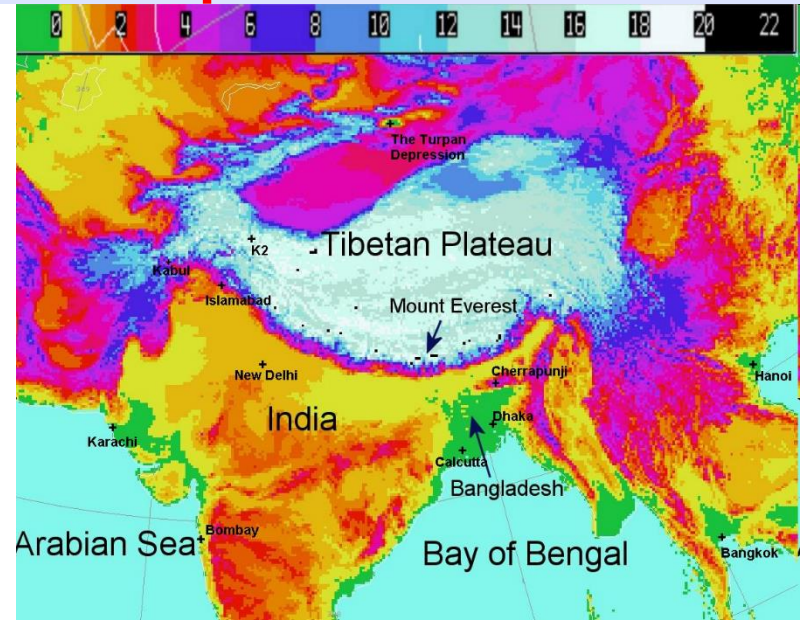 0 2 4 6 8 10 12 14 16 18 20 22
The Turpan
Depression
K2
Tibetan Plateau
Kabul
Islamabad
Mount Everest
New Delhi
Cherrapunji
Hanoi
India
Dhaka
Karachi
Calcutta
Bangladesh
Bombay
Arabian Sea
Bay of Bengal
Bangkok